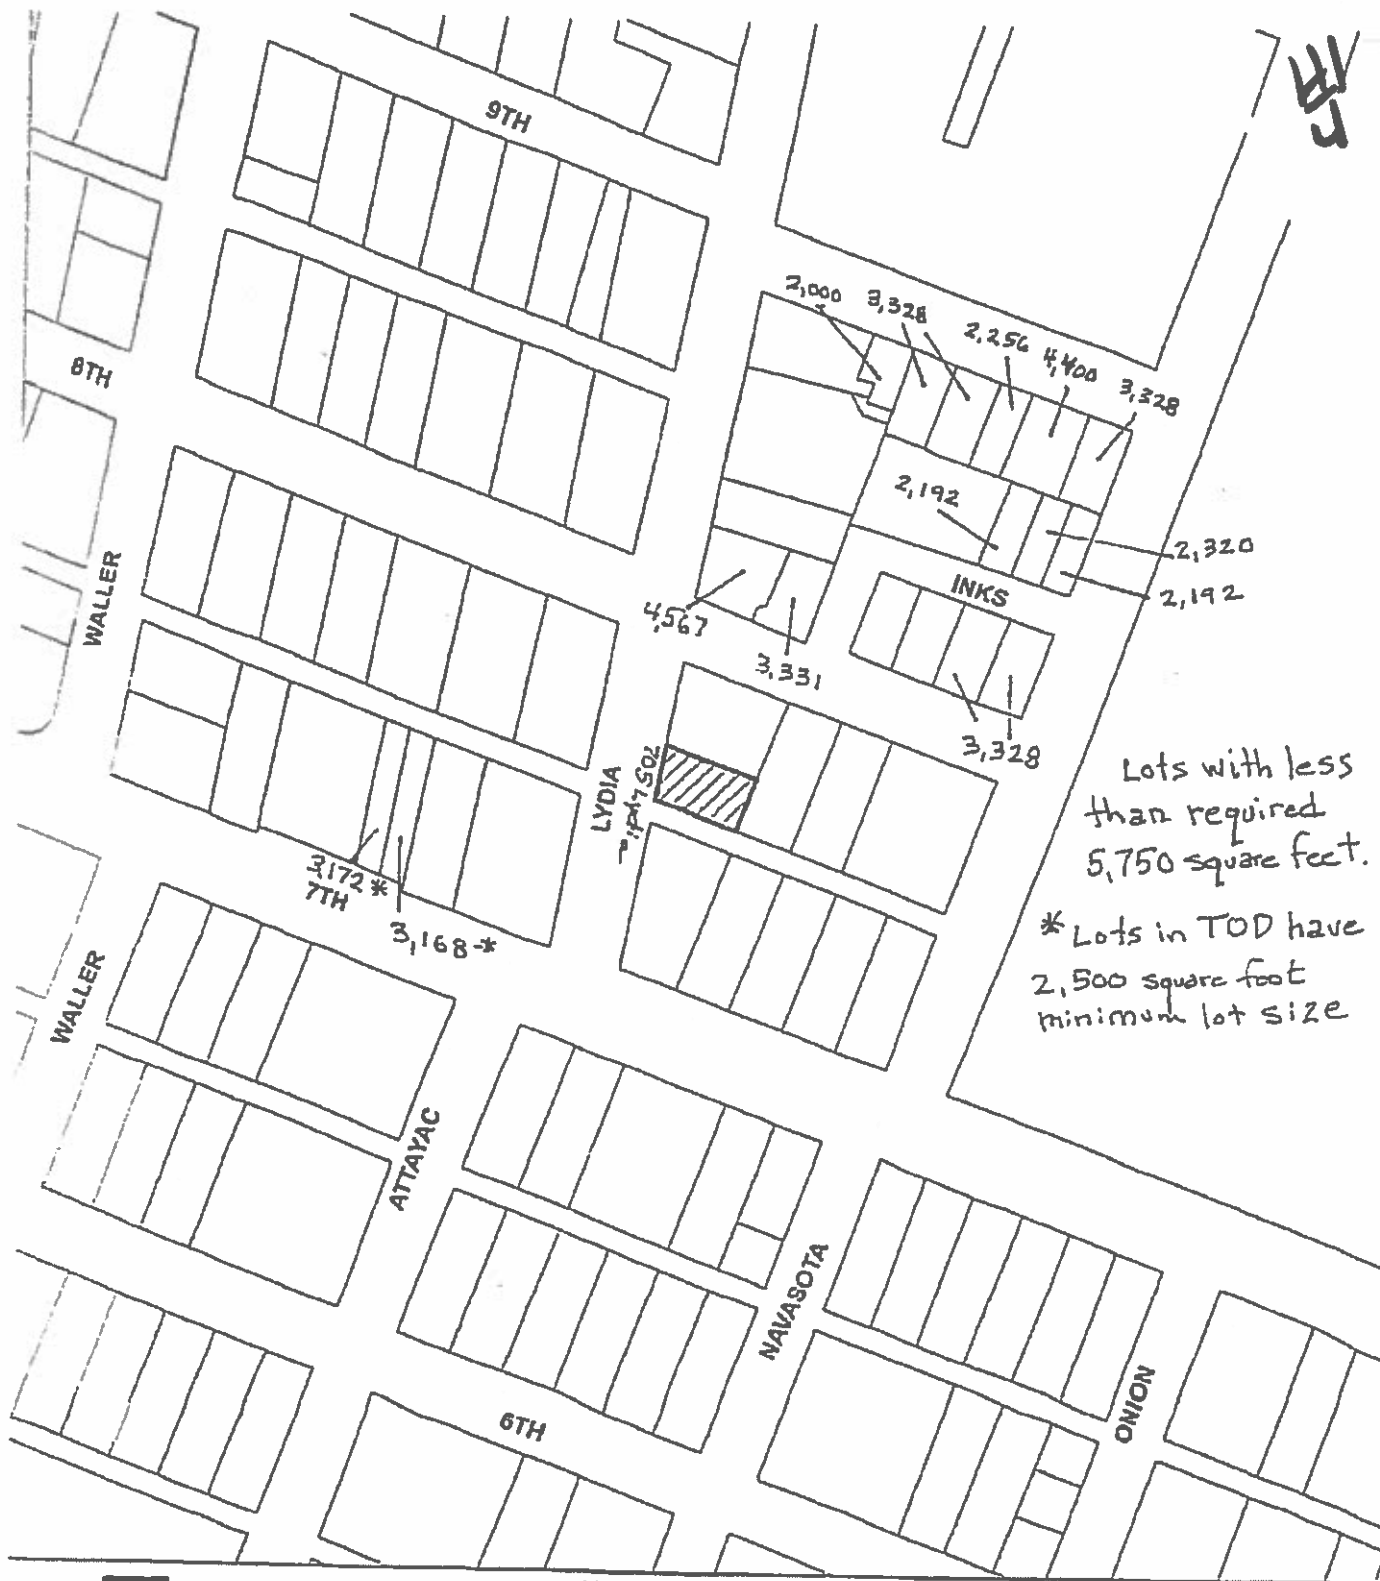 9TH
2,000
3,328
2,256
4,400
3,328
8TH
2,192
2,320
INKS
2,192
WALLER
4,567
3,331
3,328
LYDIA
705 Lydia
Lots with less
than required
5,750 square feet.
3,172 *
7TH
3,168-*
* Lots in TOD have
2,500 square foot
minimum lot size
WALLER
ATTAYAC
NAVASOTA
ONION
6TH